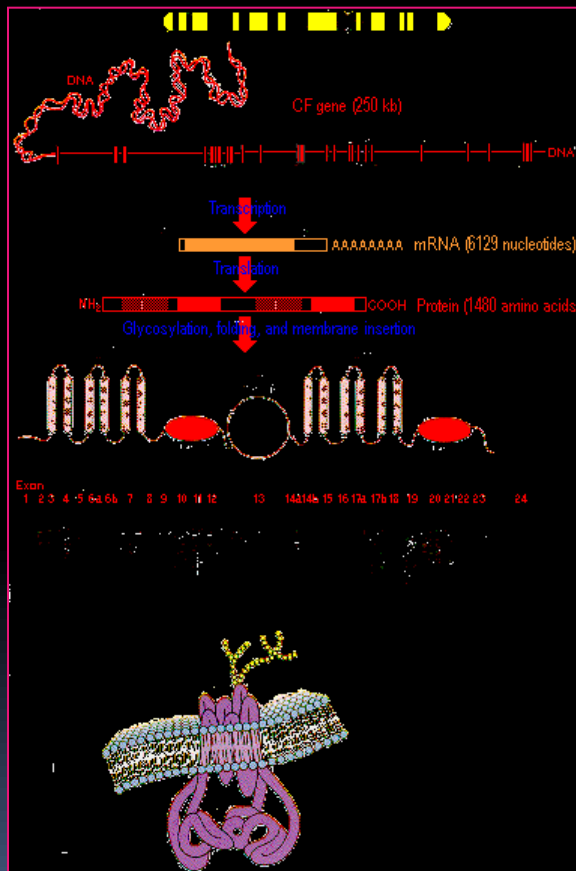 DNA
CF gene (250 kb)
DNA
Transcription
AAAAAAAA mRNA (6129 nucleotides)
Translation
NH₂ COOH Protein (1480 amino acids
Glycosylation, folding, and membrane insertion
Exon
1 2 3 4 5 6a 6b 7 8 9 10 11 12 13 14a 14b 15 16 17a 17b 18 19 20 21 22 23 24